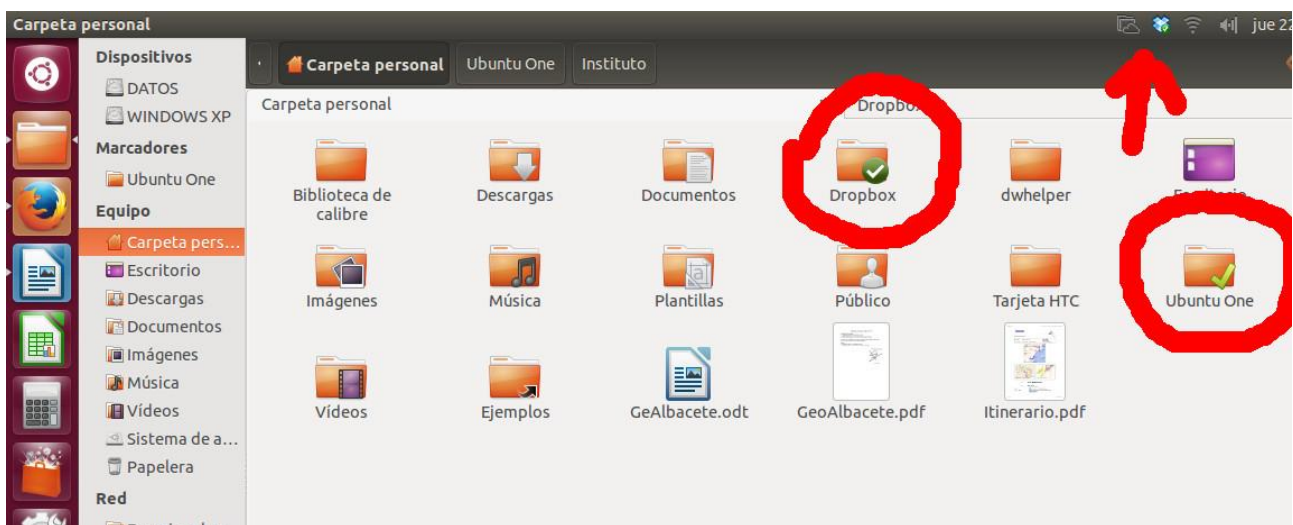 Carpeta personal
jue 22
Dispositivos
DATOS
WINDOWS XP
Marcadores
Ubuntu One
Equipo
Carpeta pers...
Escritorio
Descargas
Documentos
Imágenes
Música
Vídeos
Sistema de a...
Papelera
Red
Carpeta personal
Ubuntu One
Instituto
Carpeta personal
Dropbox
Biblioteca de
calibre
Descargas
Documentos
Dropbox
dwhelper
Imágenes
Música
Plantillas
Público
Tarjeta HTC
Ubuntu One
Vídeos
Ejemplos
GeAlbacete.odt
GeoAlbacete.pdf
Itinerario.pdf